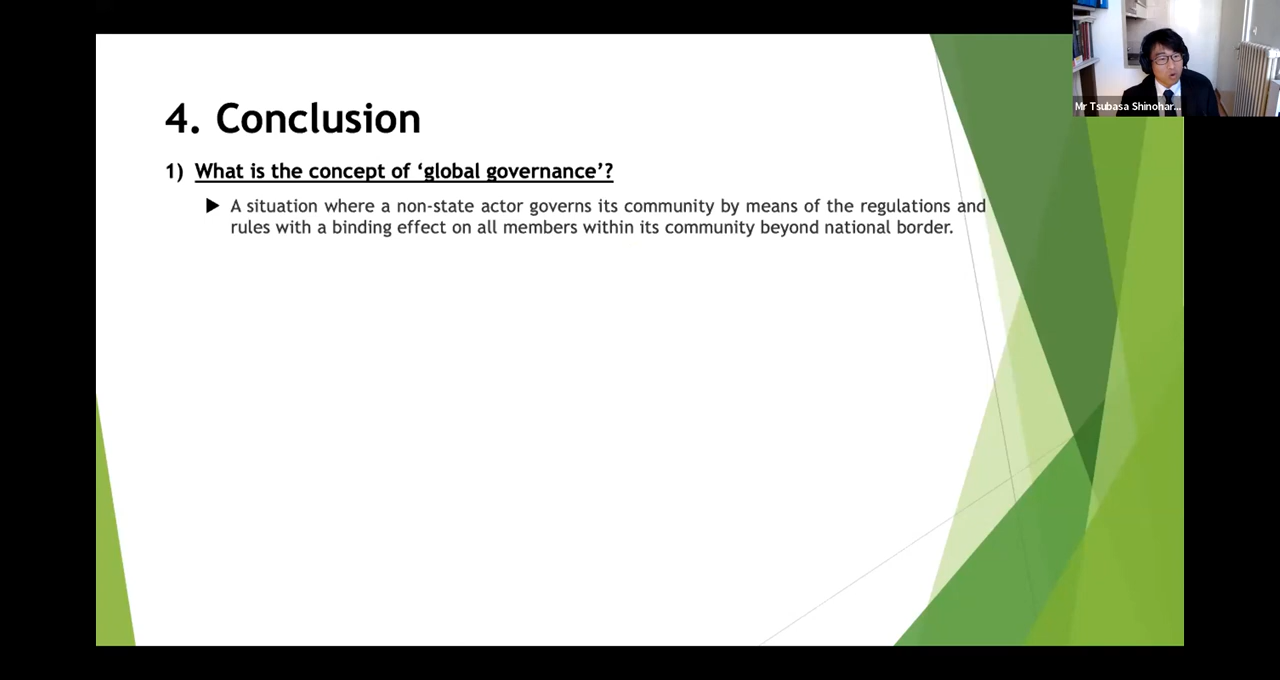 4. Conclusion
1) What is the concept of ‘global governance’?
▶ A situation where a non-state actor governs its community by means of the regulations and
rules with a binding effect on all members within its community beyond national border.
Mr Tsubasa Shinohar...